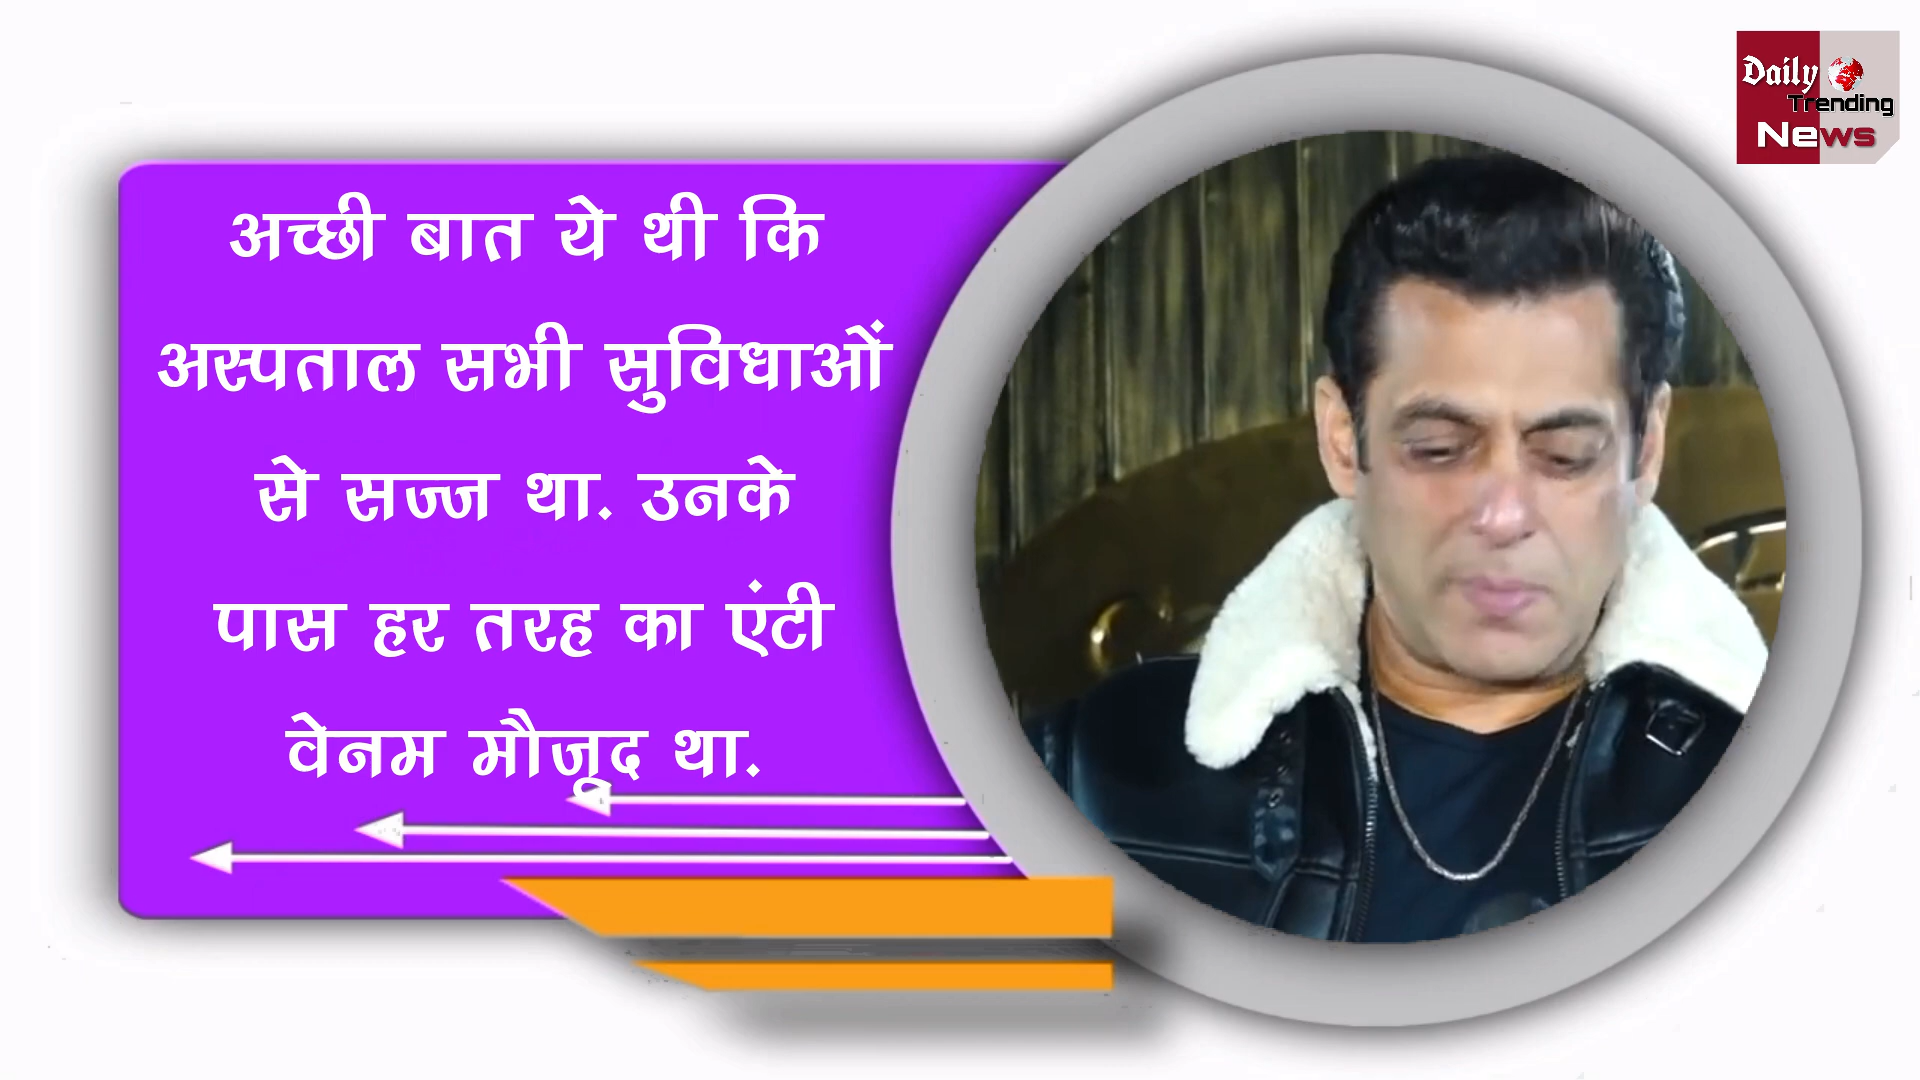 Daily
Trending
News
अच्छी बात ये थी कि
अस्पताल सभी सुविधाओं
से सज्ज था. उनके
पास हर तरह का एंटी
वेनम मौजूद था.